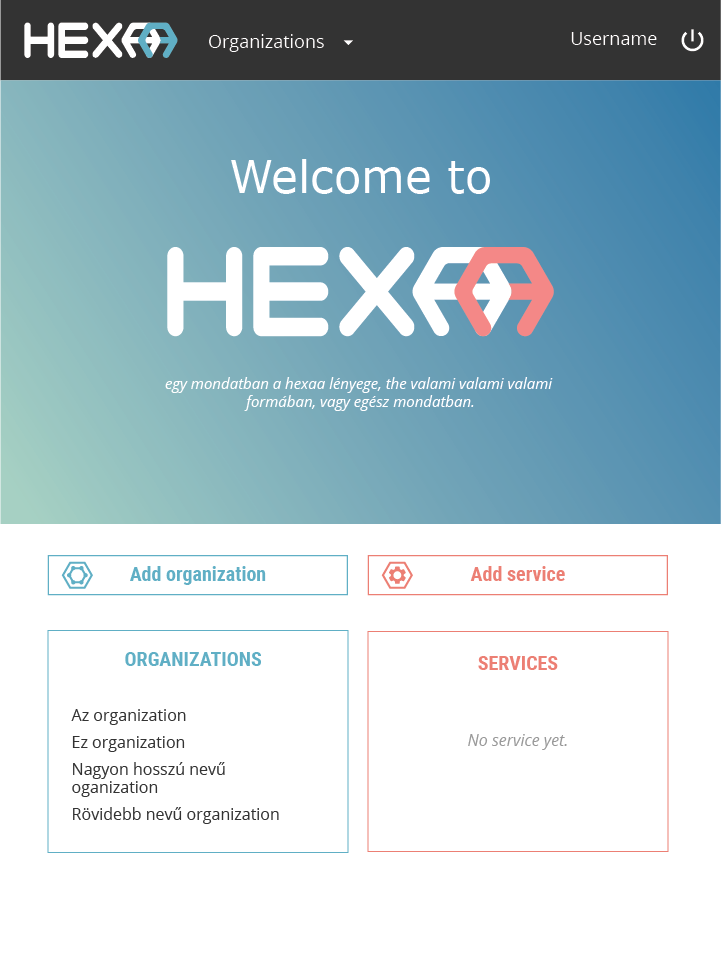 HEXAA Organizations Username
Welcome to
HEXAA
egy mondatban a hexaa lényege, the valami valami valami
formában, vagy egész mondatban.
Add organization
Add service
ORGANIZATIONS
Az organization
Ez organization
Nagyon hosszú nevű
oganization
Rövidebb nevű organization
SERVICES
No service yet.